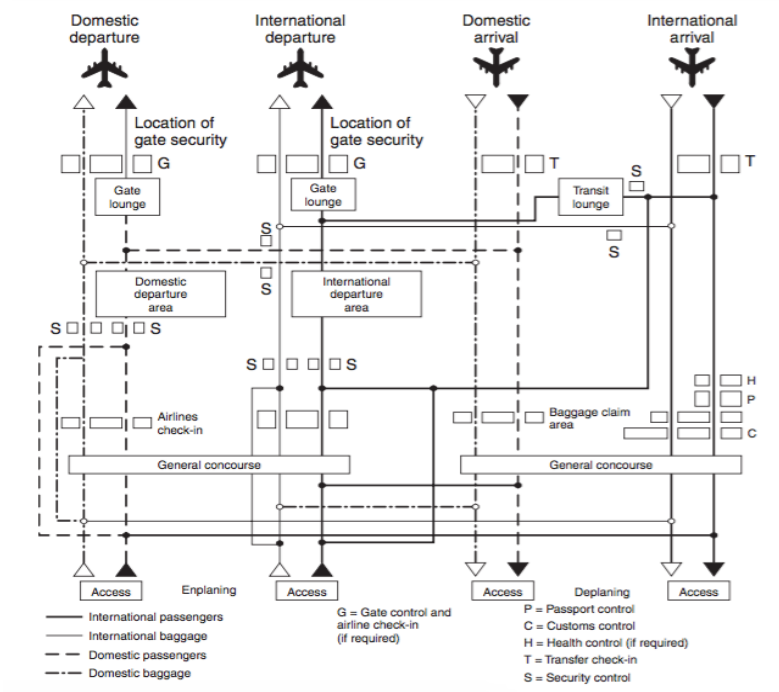 Domestic
departure
International
departure
Domestic
arrival
International
arrival
Location of
gate security
Location of
gate security
G
G
T
T
Gate
lounge
Gate
lounge
S
Transit
lounge
S
S
S
Domestic
departure
area
International
departure
area
S
S
S
S
H
P
Airlines
check-in
Baggage claim
area
C
General concourse
General concourse
Access
Enplaning
Access
Access
Deplaning
Access
International passengers
International baggage
Domestic passengers
Domestic baggage
G = Gate control and
airline check-in
(if required)
P = Passport control
C = Customs control
H = Health control (if required)
T = Transfer check-in
S = Security control